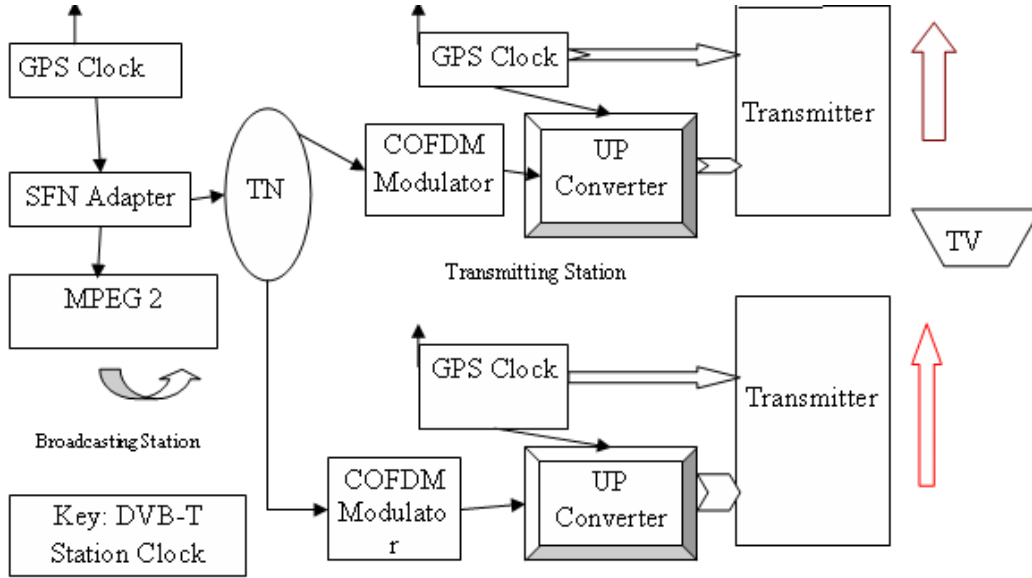 GPS Clock
SFN Adapter
MPEG 2
Broadcasting Station
Key: DVB-T
Station Clock
TN
GPS Clock
COFDM
Modulator
UP
Converter
Transmitter
Transmitting Station
TV
GPS Clock
COFDM
Modulato
r
UP
Converter
Transmitter